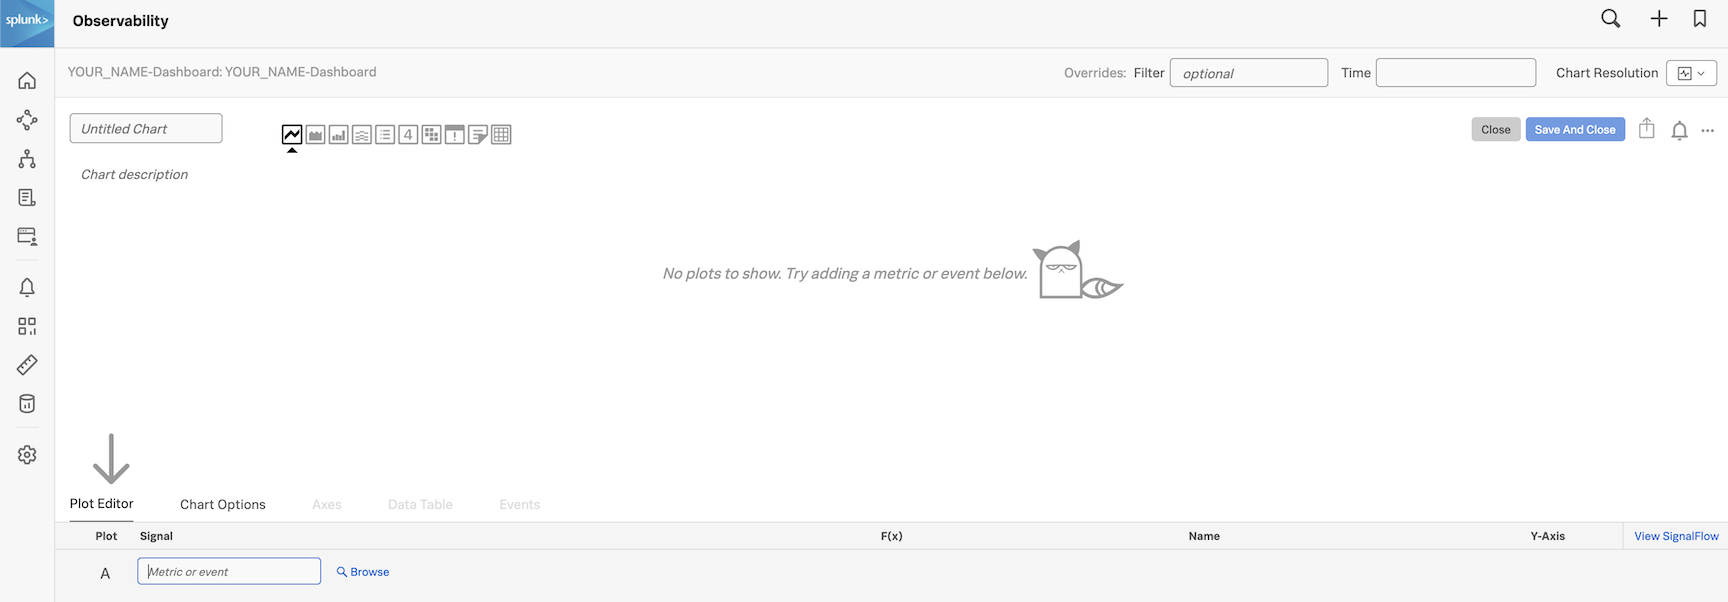 splunk>
Observability
YOUR_NAME-Dashboard: YOUR_NAME-Dashboard
Overrides: Filter optional Time Chart Resolution
Untitled Chart
4
!
Close Save And Close
Chart description
No plots to show. Try adding a metric or event below.
Plot Editor Chart Options Axes Data Table Events
Plot Signal F(x) Name Y-Axis View SignalFlow
A Metric or event Browse